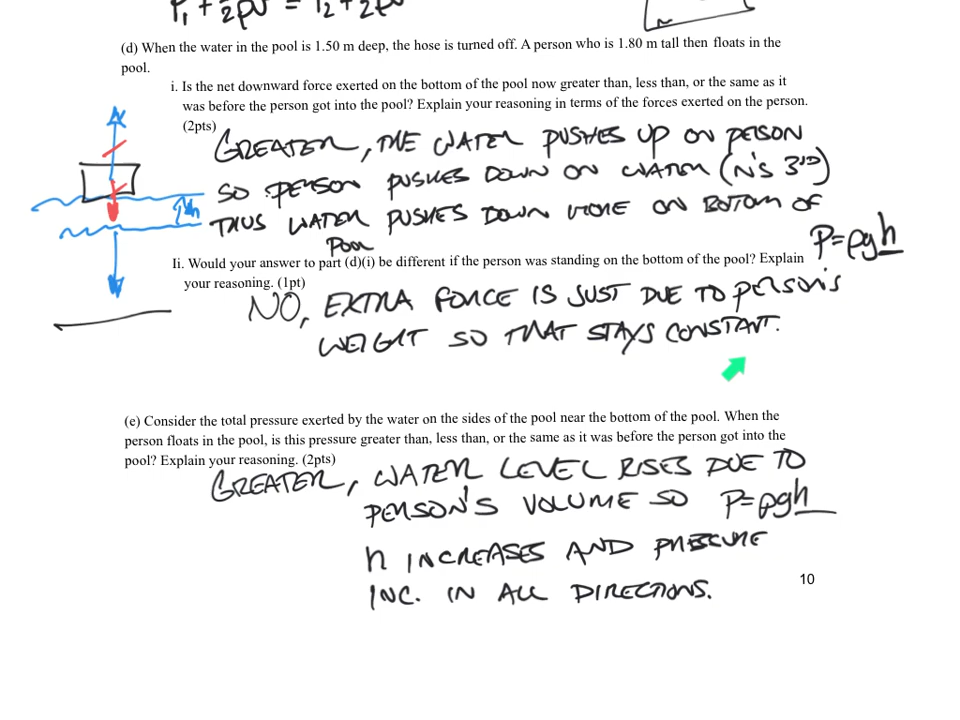 P₁ + ½ρv² = P₂ + ½ρv²
(d) When the water in the pool is 1.50 m deep, the hose is turned off. A person who is 1.80 m tall then floats in the
pool.
i. Is the net downward force exerted on the bottom of the pool now greater than, less than, or the same as it
was before the person got into the pool? Explain your reasoning in terms of the forces exerted on the person.
(2pts)
GREATER, THE WATER PUSHES UP ON PERSON
SO PERSON PUSHES DOWN ON WATER (N'S 3RD)
THUS WATER PUSHES DOWN MORE ON BOTTOM OF
POOL
P=ρgh
Ii. Would your answer to part (d)(i) be different if the person was standing on the bottom of the pool? Explain
your reasoning. (1pt)
NO, EXTRA FORCE IS JUST DUE TO PERSON'S
WEIGHT SO THAT STAYS CONSTANT.
(e) Consider the total pressure exerted by the water on the sides of the pool near the bottom of the pool. When the
person floats in the pool, is this pressure greater than, less than, or the same as it was before the person got into the
pool? Explain your reasoning. (2pts)
GREATER, WATER LEVEL RISES DUE TO
PERSON'S VOLUME SO P=ρgh
h INCREASES AND PRESSURE
INC. IN ALL DIRECTIONS.
10